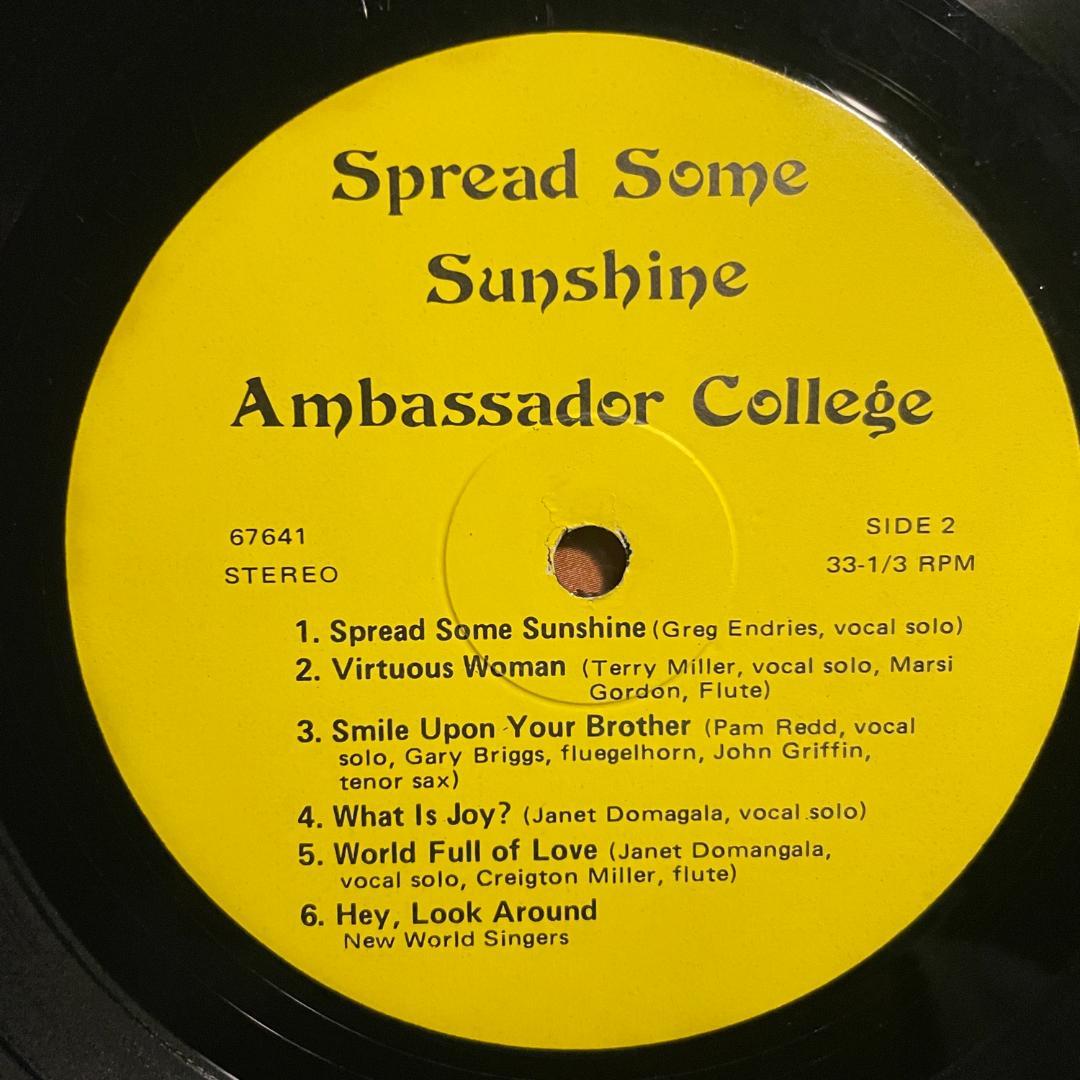 Spread Some
Sunshine
Ambassador College
67641
STEREO
SIDE 2
33-1/3 RPM
1. Spread Some Sunshine (Greg Endries, vocal solo)
2. Virtuous Woman (Terry Miller, vocal solo, Marsi
Gordon, Flute)
3. Smile Upon Your Brother (Pam Redd, vocal
solo, Gary Briggs, fluegelhorn, John Griffin,
tenor sax)
4. What Is Joy? (Janet Domagala, vocal solo)
5. World Full of Love (Janet Domangala,
vocal solo, Creigton Miller, flute)
6. Hey, Look Around
New World Singers